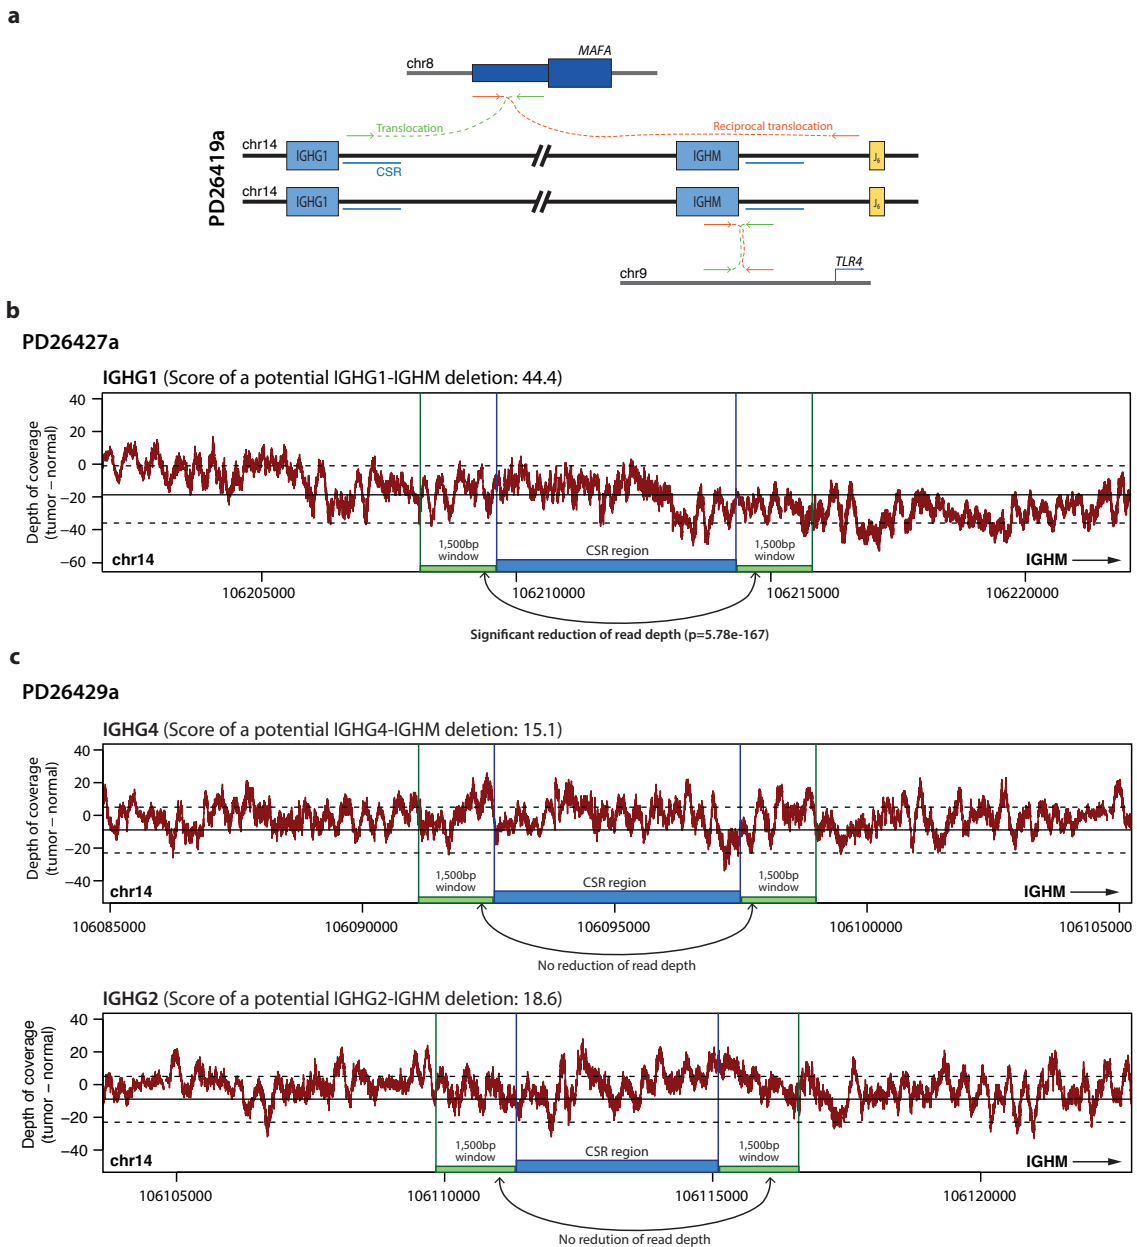 a
MAFA
chr8
Translocation
Reciprocal translocation
PD26419a
chr14
IGHG1
IGHM
J6
CSR
chr14
IGHG1
IGHM
J6
chr9
TLR4
b
PD26427a
IGHG1 (Score of a potential IGHG1-IGHM deletion: 44.4)
Depth of coverage
(tumor – normal)
40
20
0
−20
−40
−60
1,500bp
window
CSR region
1,500bp
window
chr14
IGHM
106205000
106210000
106215000
106220000
Significant reduction of read depth (p=5.78e-167)
c
PD26429a
IGHG4 (Score of a potential IGHG4-IGHM deletion: 15.1)
Depth of coverage
(tumor – normal)
40
20
0
−20
−40
1,500bp
window
CSR region
1,500bp
window
chr14
IGHM
106085000
106090000
106095000
106100000
106105000
No reduction of read depth
IGHG2 (Score of a potential IGHG2-IGHM deletion: 18.6)
Depth of coverage
(tumor – normal)
40
20
0
−20
−40
1,500bp
window
CSR region
1,500bp
window
chr14
IGHM
106105000
106110000
106115000
106120000
No redution of read depth